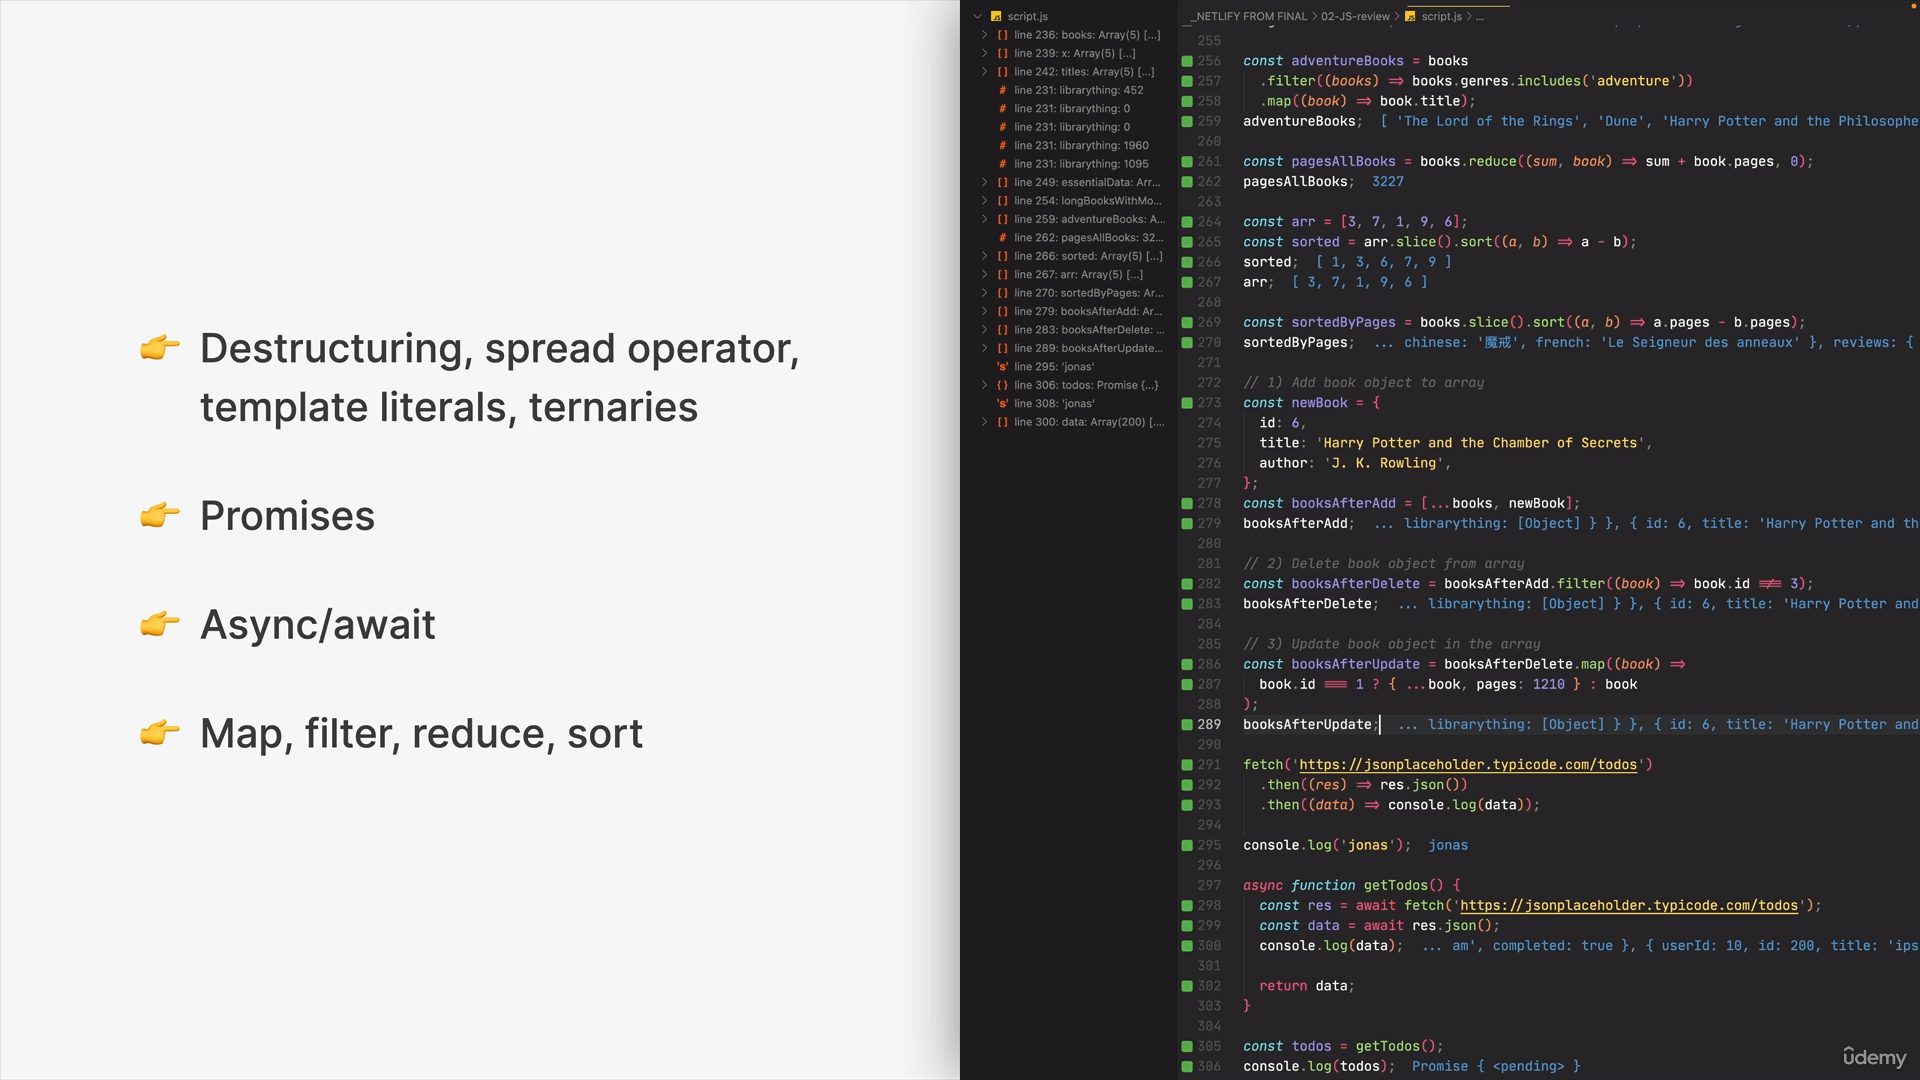 Destructuring, spread operator,
template literals, ternaries
Promises
Async/await
Map, filter, reduce, sort
script.js
line 236: books: Array(5) [...]
line 239: x: Array(5) [...]
line 242: titles: Array(5) [...]
# line 231: librarything: 452
# line 231: librarything: 0
# line 231: librarything: 0
# line 231: librarything: 1960
# line 231: librarything: 1095
line 249: essentialData: Arr...
line 254: longBooksWithMo...
line 259: adventureBooks: A...
# line 262: pagesAllBooks: 32...
line 266: sorted: Array(5) [...]
line 267: arr: Array(5) [...]
line 270: sortedByPages: Ar...
line 279: booksAfterAdd: Ar...
line 283: booksAfterDelete: ...
line 289: booksAfterUpdate...
's' line 295: 'jonas'
line 306: todos: Promise {...}
's' line 308: 'jonas'
line 300: data: Array(200) [....
_NETLIFY FROM FINAL > 02-JS-review > JS script.js > ...
255
256 const adventureBooks = books
257 .filter((books) => books.genres.includes('adventure'))
258 .map((book) => book.title);
259 adventureBooks; [ 'The Lord of the Rings', 'Dune', 'Harry Potter and the Philosophe
260
261 const pagesAllBooks = books.reduce((sum, book) => sum + book.pages, 0);
262 pagesAllBooks; 3227
263
264 const arr = [3, 7, 1, 9, 6];
265 const sorted = arr.slice().sort((a, b) => a - b);
266 sorted; [ 1, 3, 6, 7, 9 ]
267 arr; [ 3, 7, 1, 9, 6 ]
268
269 const sortedByPages = books.slice().sort((a, b) => a.pages - b.pages);
270 sortedByPages; ... chinese: '魔戒', french: 'Le Seigneur des anneaux' }, reviews: {
271
272 // 1) Add book object to array
273 const newBook = {
274 id: 6,
275 title: 'Harry Potter and the Chamber of Secrets',
276 author: 'J. K. Rowling',
277 };
278 const booksAfterAdd = [...books, newBook];
279 booksAfterAdd; ... librarything: [Object] } }, { id: 6, title: 'Harry Potter and th
280
281 // 2) Delete book object from array
282 const booksAfterDelete = booksAfterAdd.filter((book) => book.id !== 3);
283 booksAfterDelete; ... librarything: [Object] } }, { id: 6, title: 'Harry Potter and
284
285 // 3) Update book object in the array
286 const booksAfterUpdate = booksAfterDelete.map((book) =>
287 book.id === 1 ? { ...book, pages: 1210 } : book
288 );
289 booksAfterUpdate; ... librarything: [Object] } }, { id: 6, title: 'Harry Potter and
290
291 fetch('https://jsonplaceholder.typicode.com/todos')
292 .then((res) => res.json())
293 .then((data) => console.log(data));
294
295 console.log('jonas'); jonas
296
297 async function getTodos() {
298 const res = await fetch('https://jsonplaceholder.typicode.com/todos');
299 const data = await res.json();
300 console.log(data); ... am', completed: true }, { userId: 10, id: 200, title: 'ips
301
302 return data;
303 }
304
305 const todos = getTodos();
306 console.log(todos); Promise { <pending> }
ûdemy